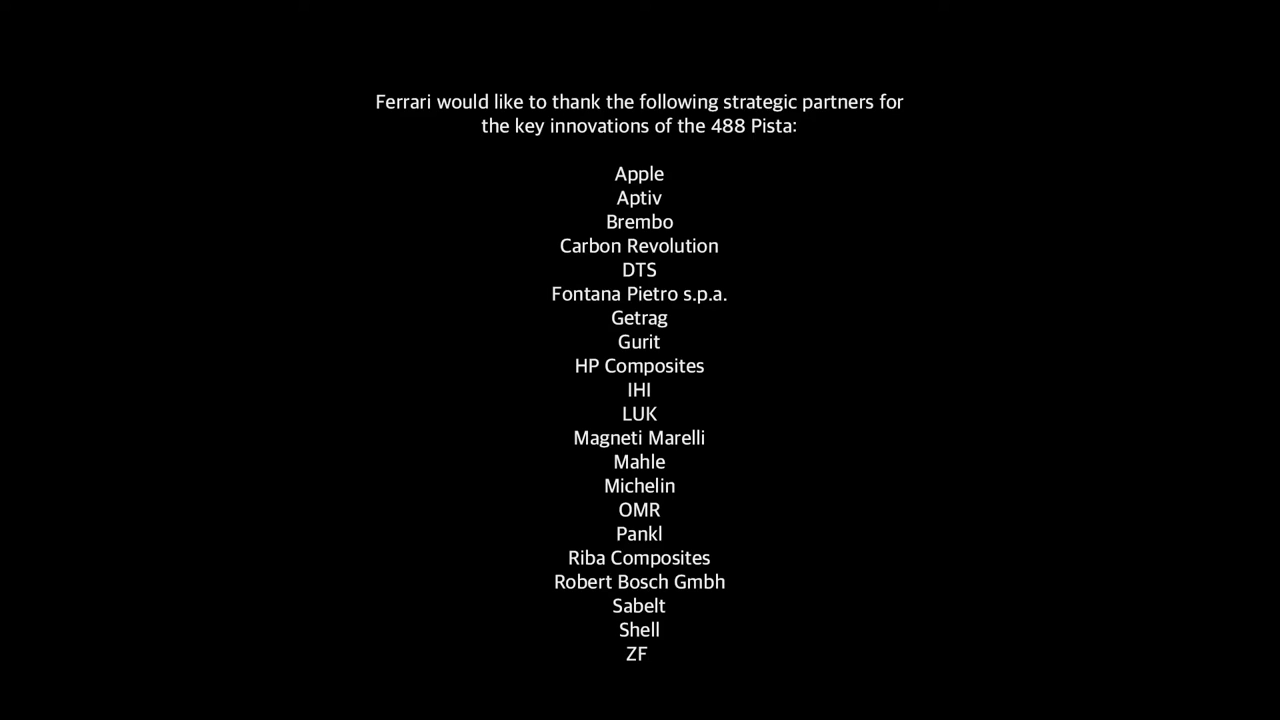 Ferrari would like to thank the following strategic partners for
the key innovations of the 488 Pista:
Apple
Aptiv
Brembo
Carbon Revolution
DTS
Fontana Pietro s.p.a.
Getrag
Gurit
HP Composites
IHI
LUK
Magneti Marelli
Mahle
Michelin
OMR
Pankl
Riba Composites
Robert Bosch Gmbh
Sabelt
Shell
ZF